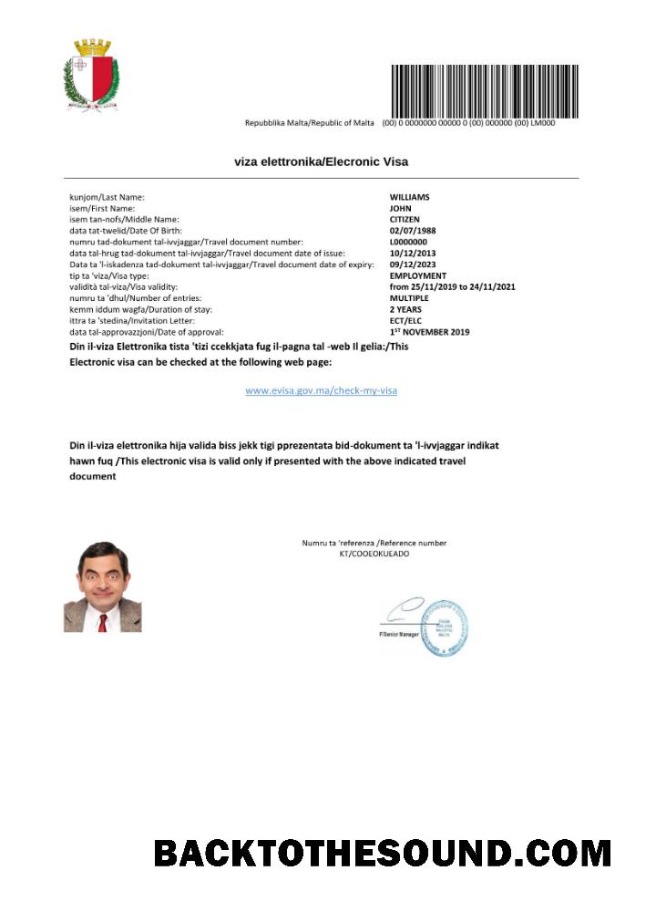 Repubblika Malta/Republic of Malta (00) 0 0000000 00000 0 (00) 000000 (00) LM000
viza elettronika/Elecronic Visa
kunjom/Last Name: WILLIAMS
isem/First Name: JOHN
isem tan-nofs/Middle Name: CITIZEN
data tat-twelid/Date Of Birth: 02/07/1988
numru tad-dokument tal-ivvjaggar/Travel document number: L0000000
data tal-hrug tad-dokument tal-ivvjaggar/Travel document date of issue: 10/12/2013
Data ta 'l-iskadenza tad-dokument tal-ivvjaggar/Travel document date of expiry: 09/12/2023
tip ta 'viża/Visa type: EMPLOYMENT
validità tal-viza/Visa validity: from 25/11/2019 to 24/11/2021
numru ta 'dhul/Number of entries: MULTIPLE
kemm iddum wagfa/Duration of stay: 2 YEARS
ittra ta 'stedina/Invitation Letter: ECT/ELC
data tal-approvazzjoni/Date of approval: 1ST NOVEMBER 2019
Din il-viza Elettronika tista 'tizi ccekkjata fug il-pagna tal -web Il gelia:/This
Electronic visa can be checked at the following web page:
www.evisa.gov.ma/check-my-visa
Din il-viza elettronika hija valida biss jekk tigi pprezentata bid-dokument ta 'l-ivvjaggar indikat
hawn fuq /This electronic visa is valid only if presented with the above indicated travel
document
Numru ta 'referenza /Reference number
KT/COOEOKUEADO
F/Senior Manager
BACKTOTHESOUND.COM